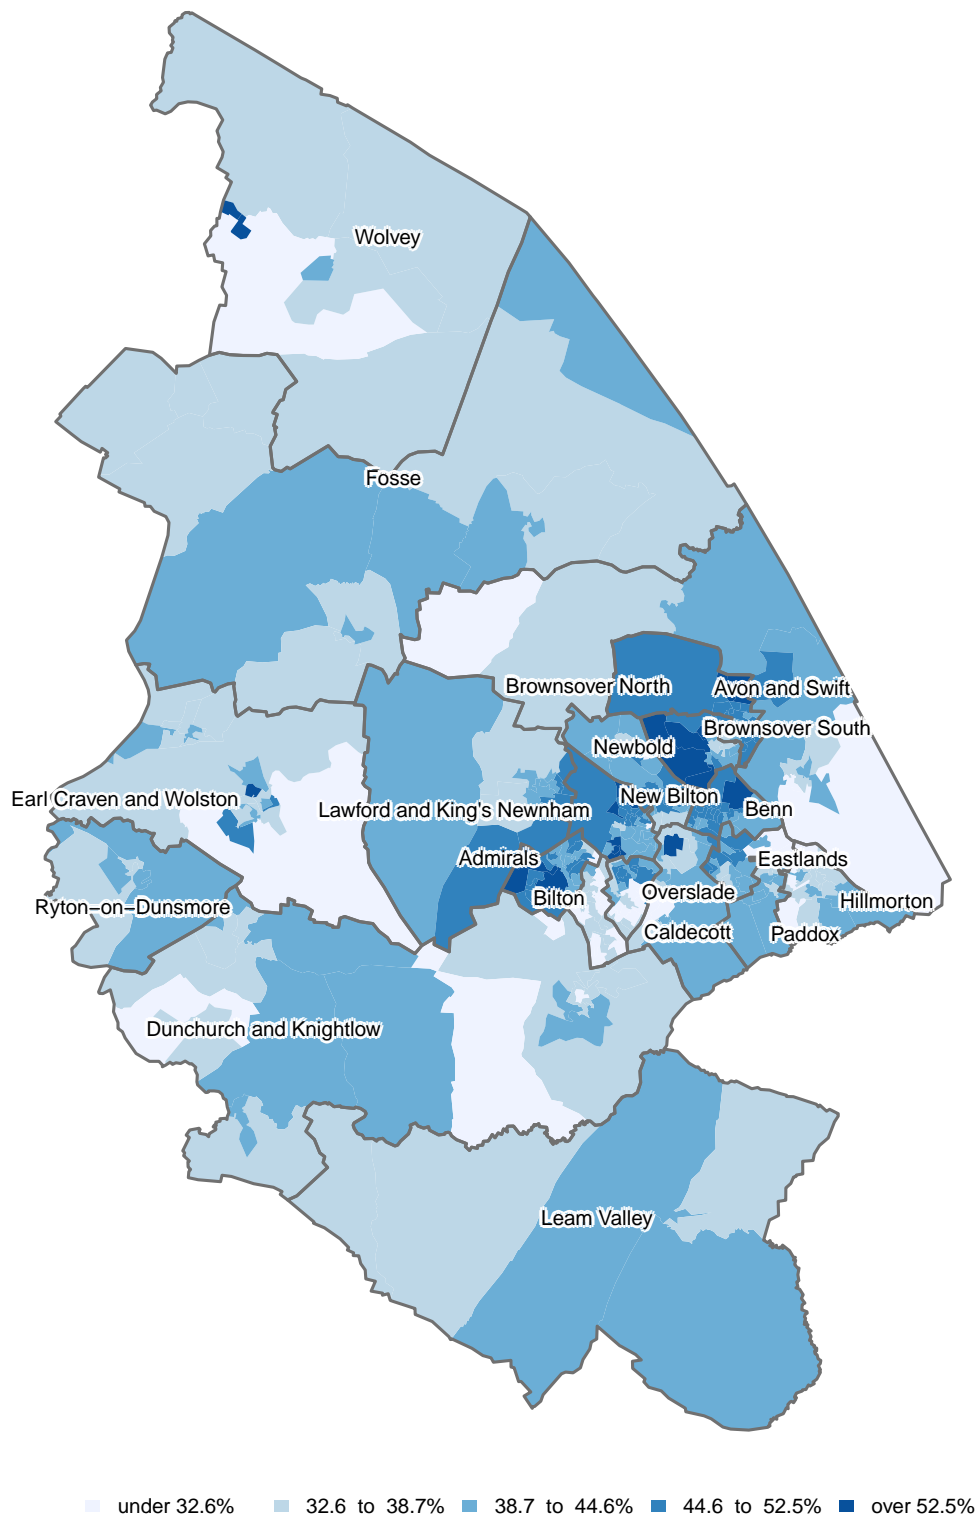 Wolvey
Fosse
Brownsover North
Avon and Swift
Brownsover South
Newbold
New Bilton
Earl Craven and Wolston
Lawford and King's Newnham
Benn
Admirals
Eastlands
Bilton
Overslade
Hillmorton
Ryton−on−Dunsmore
Caldecott
Paddox
Dunchurch and Knightlow
Leam Valley
under 32.6% 32.6 to 38.7% 38.7 to 44.6% 44.6 to 52.5% over 52.5%